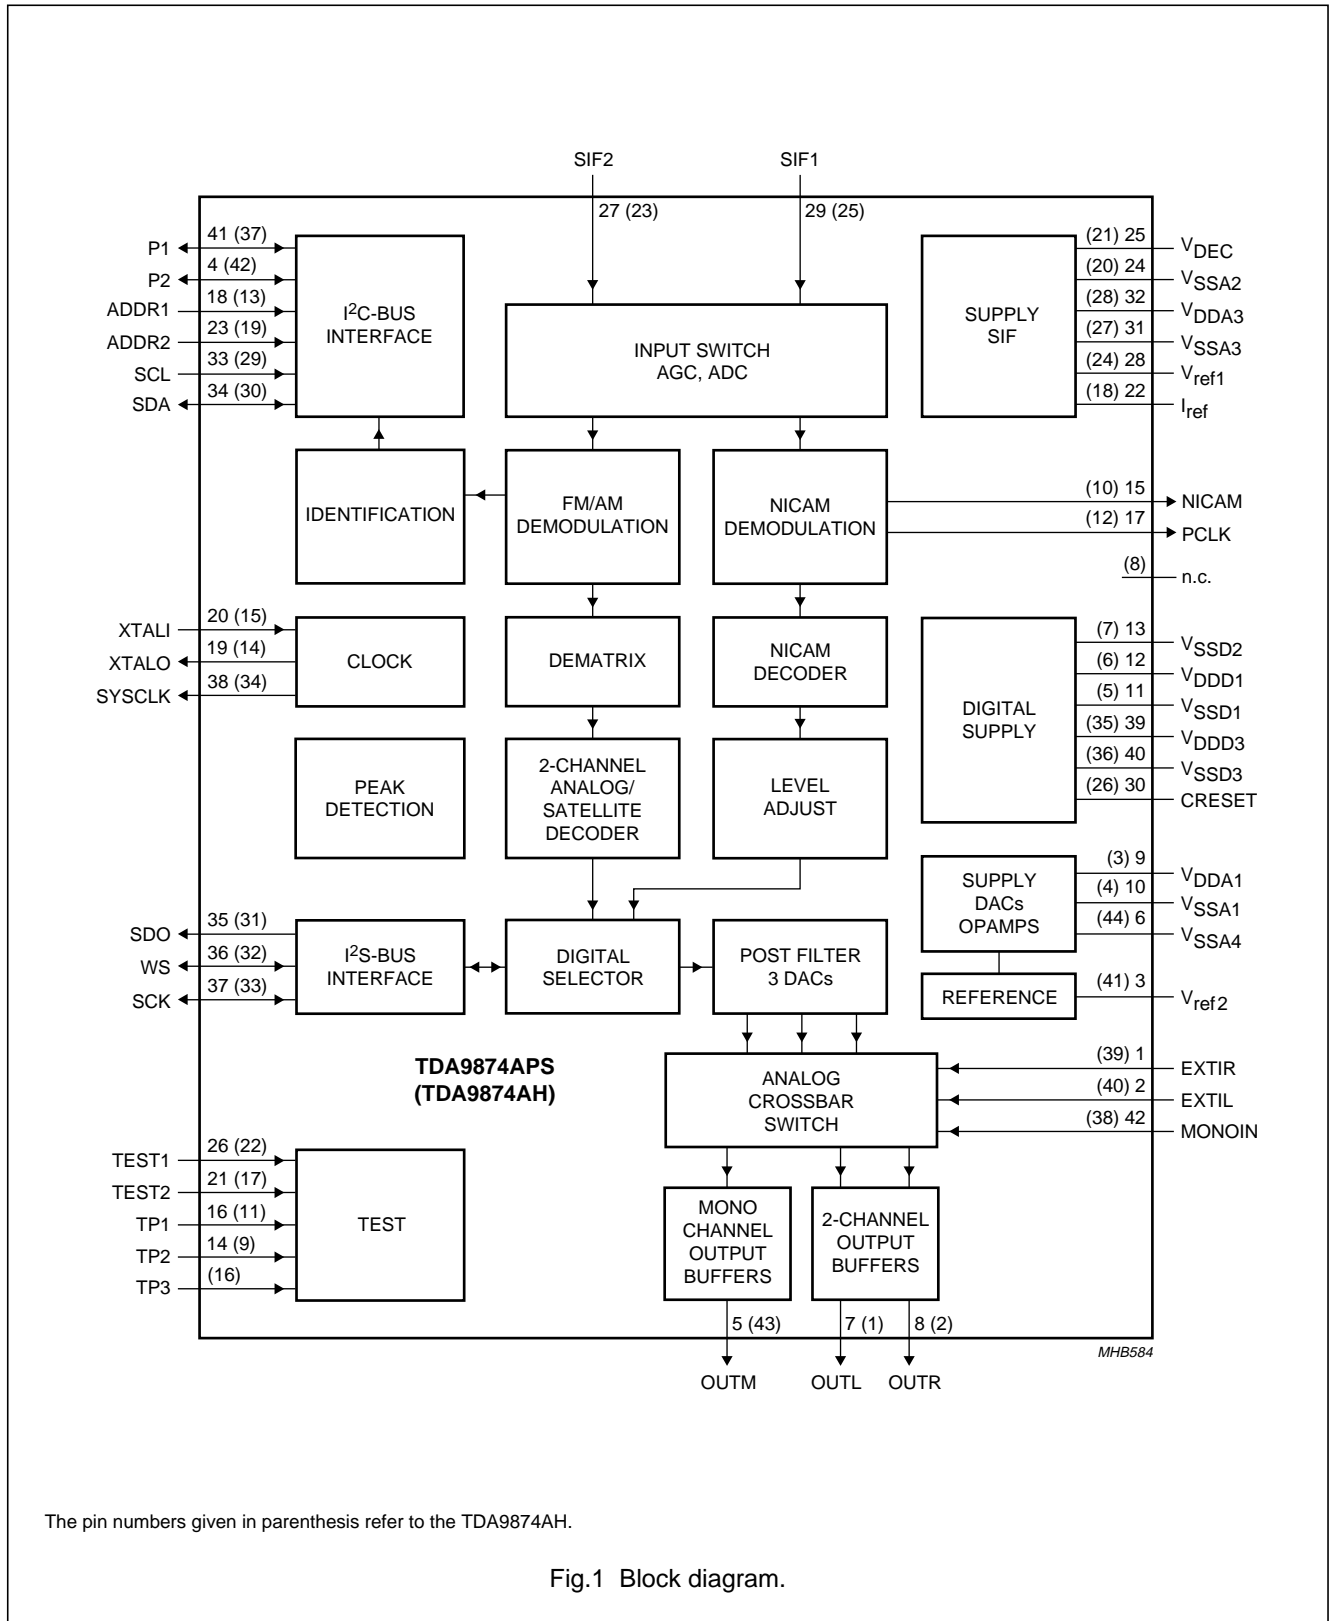 SIF2
SIF1
27 (23)
29 (25)
P1
41 (37)
P2
4 (42)
ADDR1
18 (13)
ADDR2
23 (19)
SCL
33 (29)
SDA
34 (30)
I2C-BUS
INTERFACE
INPUT SWITCH
AGC, ADC
SUPPLY
SIF
(21) 25
VDEC
(20) 24
VSSA2
(28) 32
VDDA3
(27) 31
VSSA3
(24) 28
Vref1
(18) 22
Iref
IDENTIFICATION
FM/AM
DEMODULATION
NICAM
DEMODULATION
(10) 15
NICAM
(12) 17
PCLK
(8)
n.c.
XTALI
20 (15)
XTALO
19 (14)
SYSCLK
38 (34)
CLOCK
DEMATRIX
NICAM
DECODER
DIGITAL
SUPPLY
(7) 13
VSSD2
(6) 12
VDDD1
(5) 11
VSSD1
(35) 39
VDDD3
(36) 40
VSSD3
(26) 30
CRESET
PEAK
DETECTION
2-CHANNEL
ANALOG/
SATELLITE
DECODER
LEVEL
ADJUST
SUPPLY
DACs
OPAMPS
(3) 9
VDDA1
(4) 10
VSSA1
(44) 6
VSSA4
SDO
35 (31)
WS
36 (32)
SCK
37 (33)
I2S-BUS
INTERFACE
DIGITAL
SELECTOR
POST FILTER
3 DACs
REFERENCE
(41) 3
Vref2
TDA9874APS
(TDA9874AH)
ANALOG
CROSSBAR
SWITCH
(39) 1
EXTIR
(40) 2
EXTIL
(38) 42
MONOIN
TEST1
26 (22)
TEST2
21 (17)
TP1
16 (11)
TP2
14 (9)
TP3
(16)
TEST
MONO
CHANNEL
OUTPUT
BUFFERS
2-CHANNEL
OUTPUT
BUFFERS
5 (43)
7 (1)
8 (2)
MHB584
OUTM
OUTL
OUTR
The pin numbers given in parenthesis refer to the TDA9874AH.
Fig.1 Block diagram.